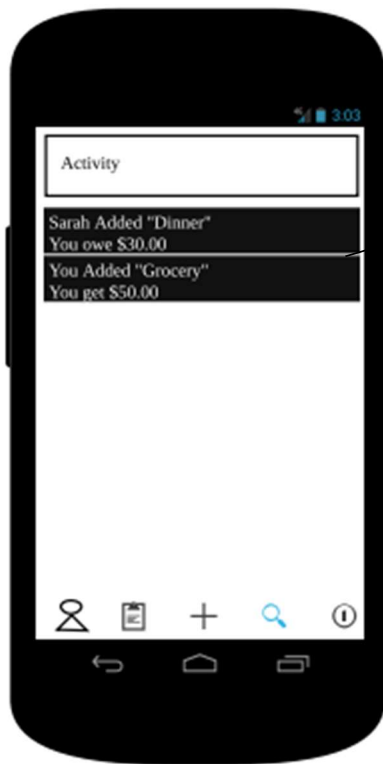 3:03
Activity
Sarah Added "Dinner"
You owe $30.00
You Added "Grocery"
You get $50.00